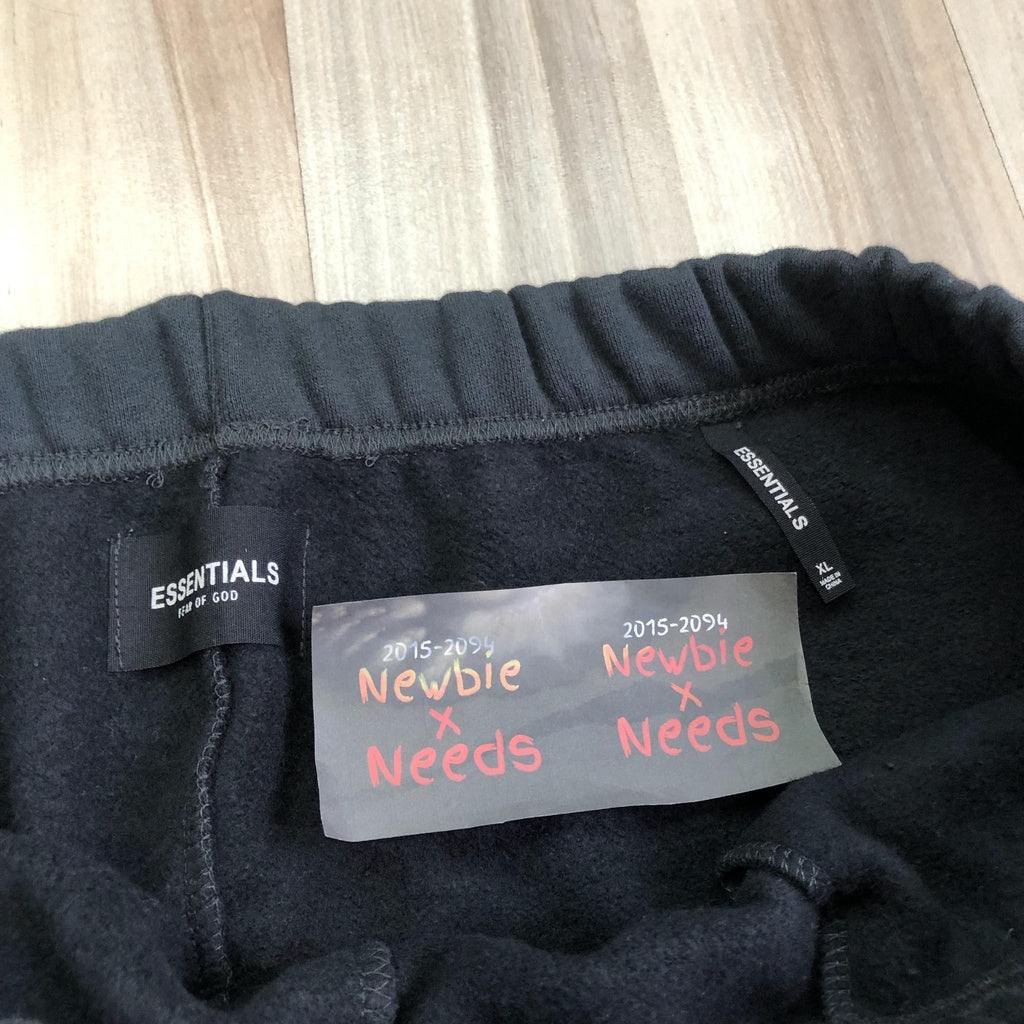 ESSENTIALS
FEAR OF GOD
ESSENTIALS
XL
MADE IN
CHINA
2015-2094
Newbie
x
Needs
2015-2094
Newbie
x
Needs